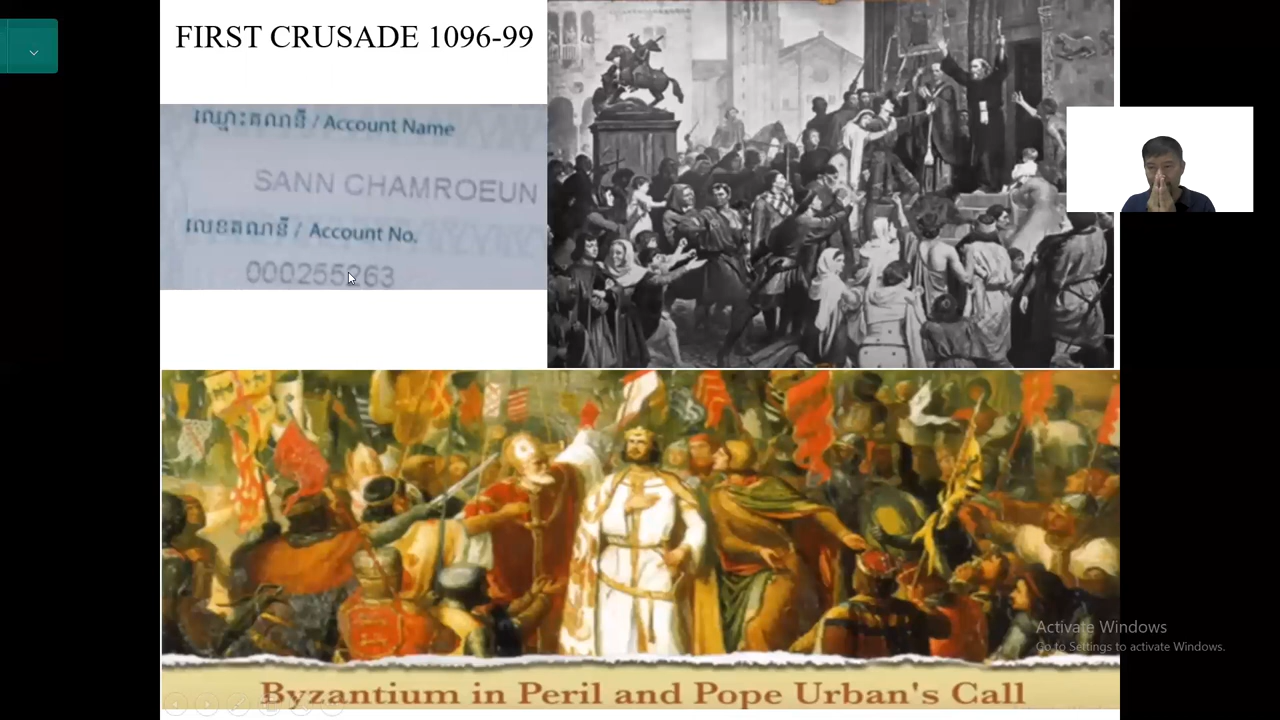 FIRST CRUSADE 1096-99
ឈ្មោះគណនី / Account Name
SANN CHAMROEUN
លេខគណនី / Account No.
000255263
Byzantium in Peril and Pope Urban's Call
Activate Windows
Go to Settings to activate Windows.